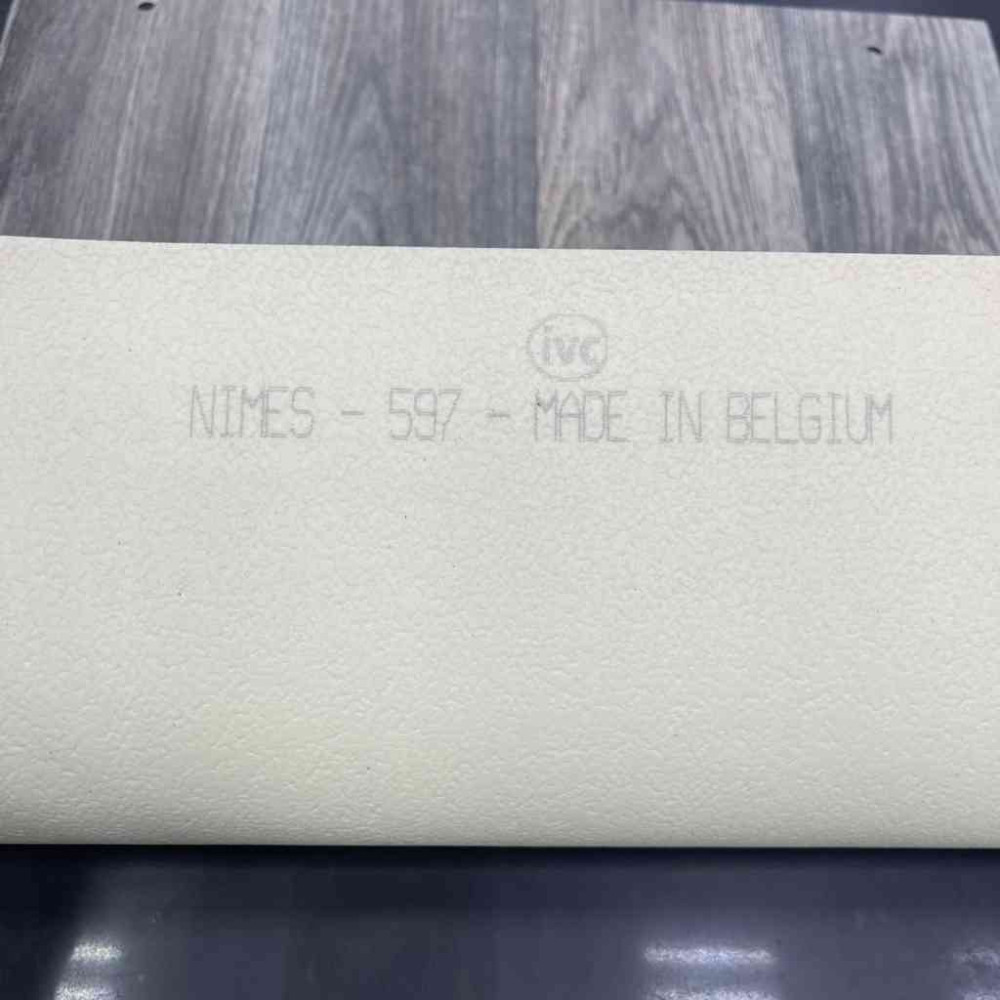 ivc
NIMES - 597 - MADE IN BELGIUM